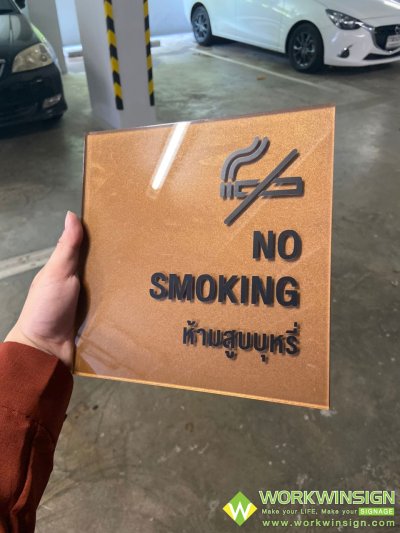 NO
SMOKING
ห้ามสูบบุหรี่
WORKWINSIGN
Make your LIFE, Make your SIGNAGE
www.workwinsign.com